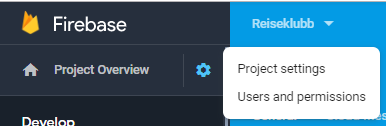 Firebase
Reiseklubb
Project Overview
Project settings
Users and permissions
Develop